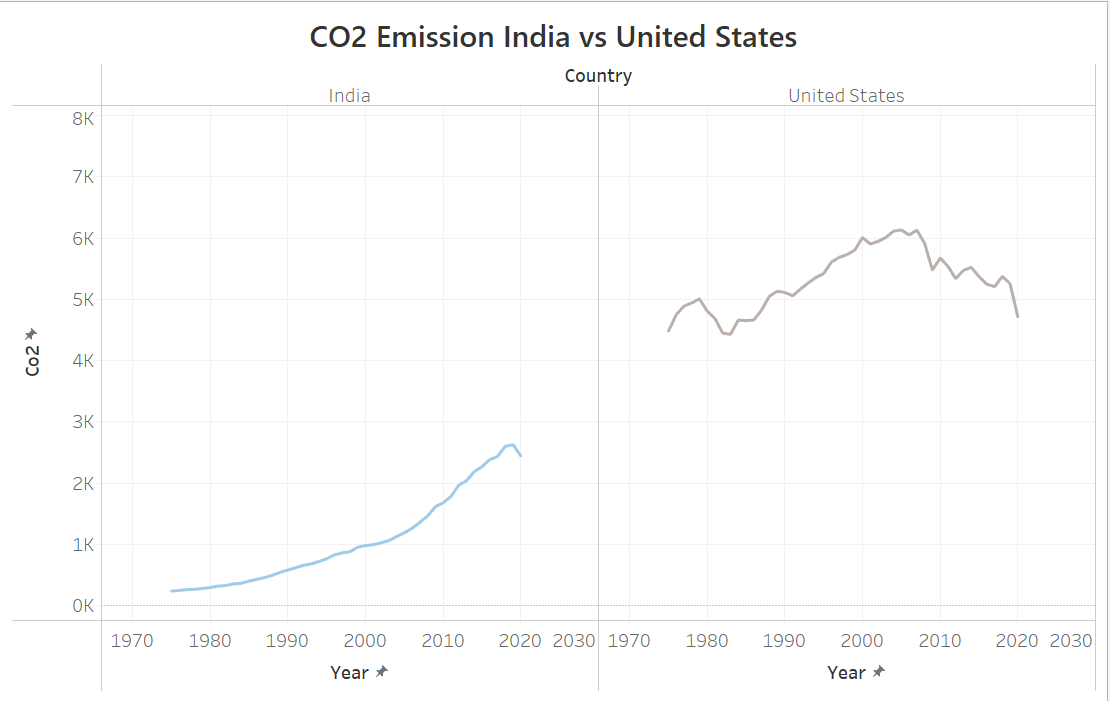 CO2 Emission India vs United States
Country
India United States
8K
7K
6K
5K
4K
3K
2K
1K
0K
Co2
1970 1980 1990 2000 2010 2020 2030 1970 1980 1990 2000 2010 2020 2030
Year Year